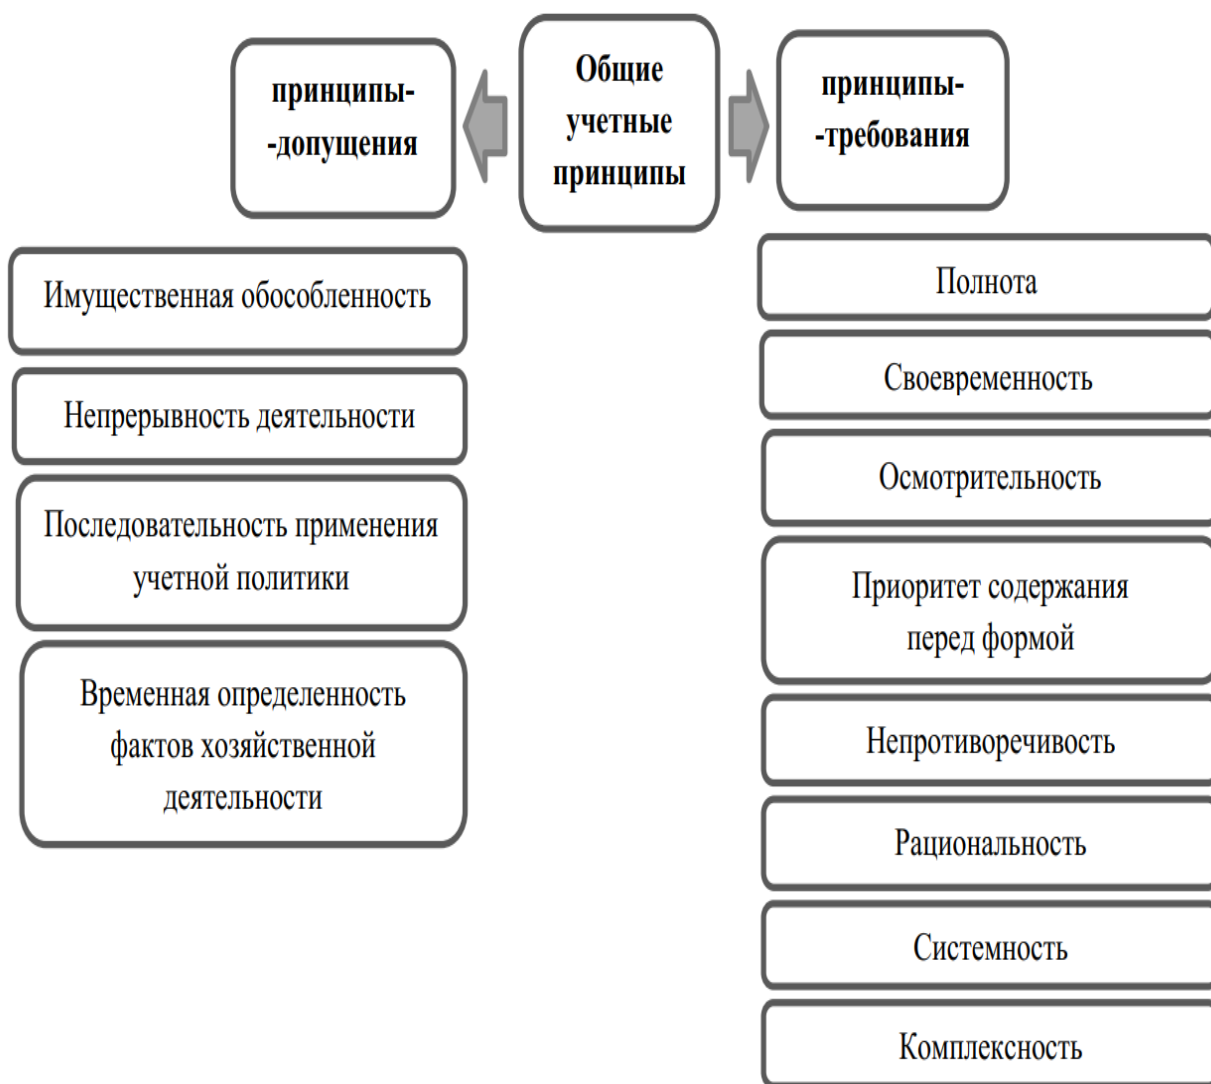 принципы-
-допущения
Общие
учетные
принципы
принципы-
-требования
Имущественная обособленность
Непрерывность деятельности
Последовательность применения
учетной политики
Временная определенность
фактов хозяйственной
деятельности
Полнота
Своевременность
Осмотрительность
Приоритет содержания
перед формой
Непротиворечивость
Рациональность
Системность
Комплексность